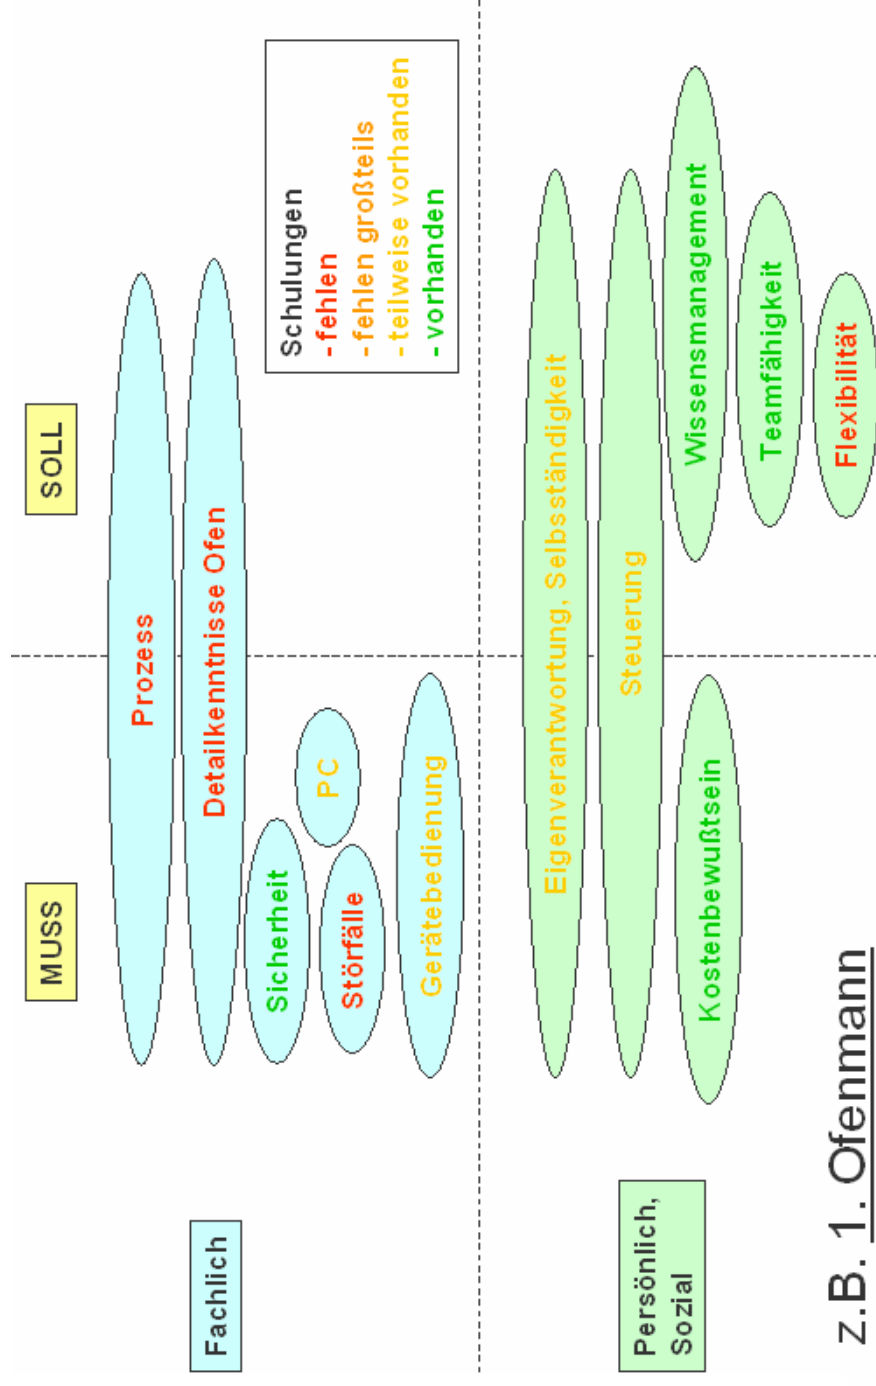 MUSS
SOLL
Fachlich
Prozess
Detailkenntnisse Ofen
Sicherheit
PC
Störfälle
Gerätebedienung
Schulungen
- fehlen
- fehlen großteils
- teilweise vorhanden
- vorhanden
Persönlich,
Sozial
Eigenverantwortung, Selbsständigkeit
Steuerung
Kostenbewußtsein
Wissensmanagement
Teamfähigkeit
Flexibilität
z.B. 1. Ofenmann